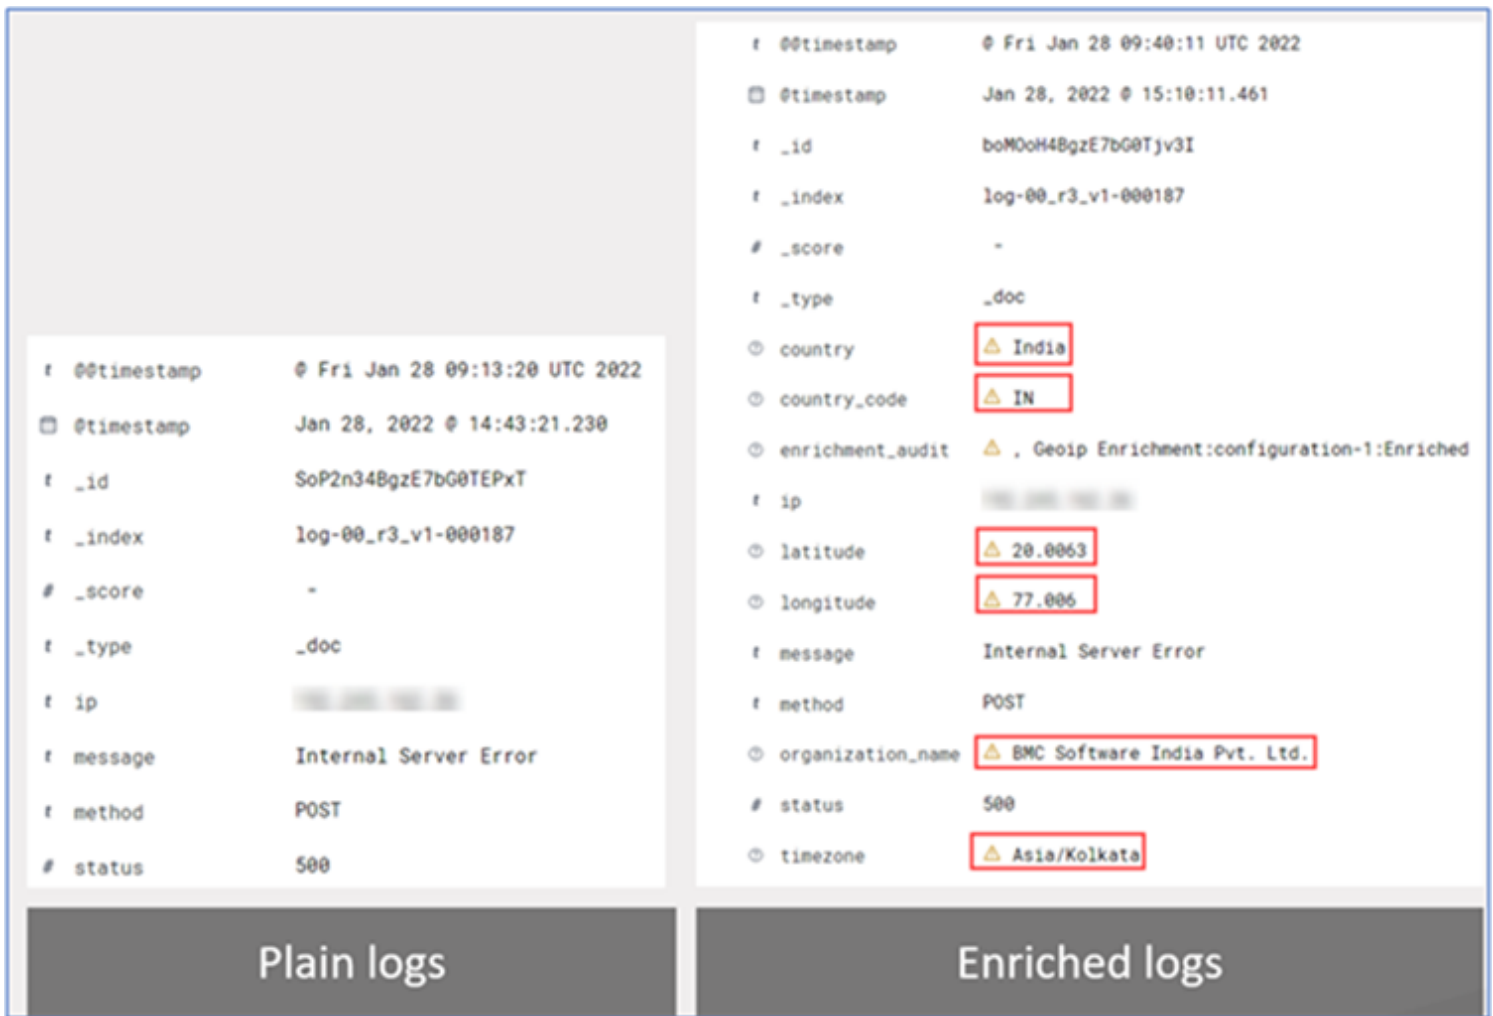 t @@timestamp @ Fri Jan 28 09:13:20 UTC 2022
@timestamp Jan 28, 2022 @ 14:43:21.230
t _id SoP2n34BgzE7bG0TEPxT
t _index log-00_r3_v1-000187
# _score -
t _type _doc
t ip
t message Internal Server Error
t method POST
# status 500
Plain logs
t @@timestamp @ Fri Jan 28 09:40:11 UTC 2022
@timestamp Jan 28, 2022 @ 15:10:11.461
t _id boMOoH4BgzE7bG0Tjv3I
t _index log-00_r3_v1-000187
# _score -
t _type _doc
country India
country_code IN
enrichment_audit , Geoip Enrichment:configuration-1:Enriched
t ip
latitude 20.0063
longitude 77.006
t message Internal Server Error
t method POST
organization_name BMC Software India Pvt. Ltd.
# status 500
timezone Asia/Kolkata
Enriched logs